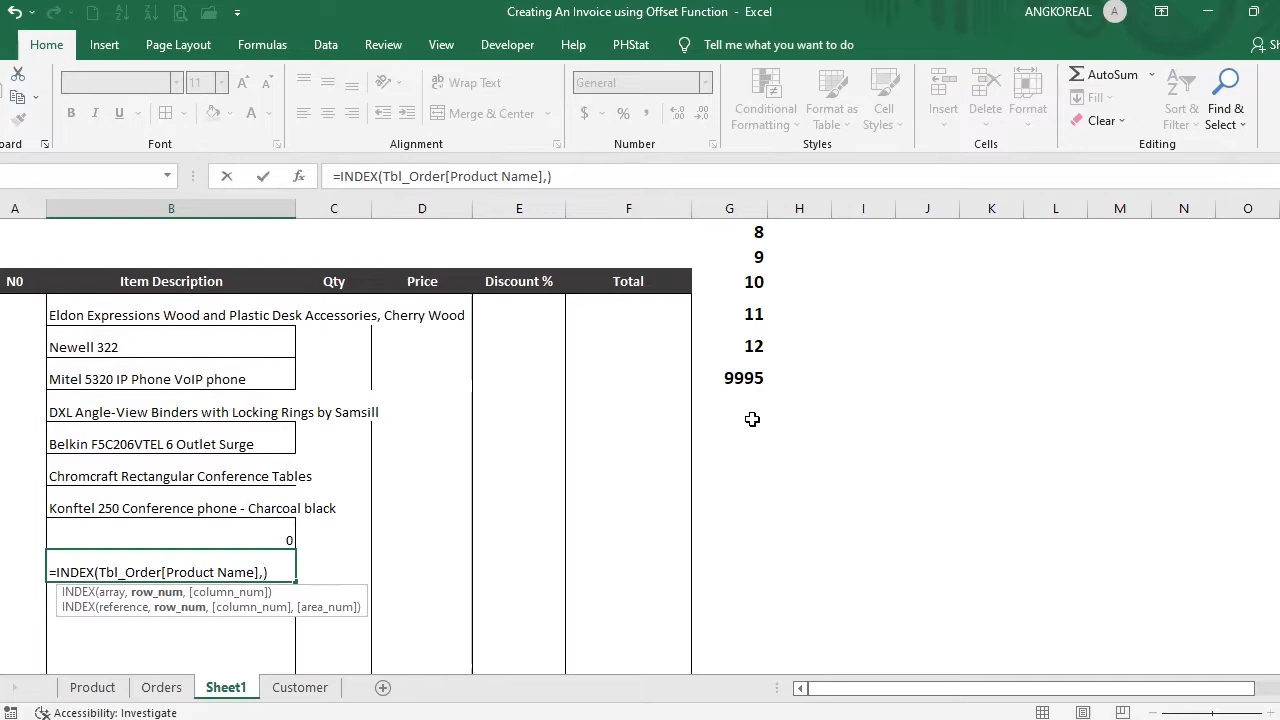 Creating An Invoice using Offset Function - Excel
ANGKOREAL
A
Home Insert Page Layout Formulas Data Review View Developer Help PHStat Tell me what you want to do
11
ab Wrap Text
General
AutoSum
Merge & Center
$ % ,
Fill
Clear
Conditional Formatting
Format as Table
Cell Styles
Insert Delete Format
Sort & Filter
Find & Select
Font Alignment Number Styles Cells Editing
=INDEX(Tbl_Order[Product Name],)
A B C D E F G H I J K L M N O
8
9
N0 Item Description Qty Price Discount % Total 10
Eldon Expressions Wood and Plastic Desk Accessories, Cherry Wood 11
Newell 322 12
Mitel 5320 IP Phone VoIP phone 9995
DXL Angle-View Binders with Locking Rings by Samsill
Belkin F5C206VTEL 6 Outlet Surge
Chromcraft Rectangular Conference Tables
Konftel 250 Conference phone - Charcoal black
0
=INDEX(Tbl_Order[Product Name],)
INDEX(array, row_num, [column_num])
INDEX(reference, row_num, [column_num], [area_num])
Product Orders Sheet1 Customer
Accessibility: Investigate